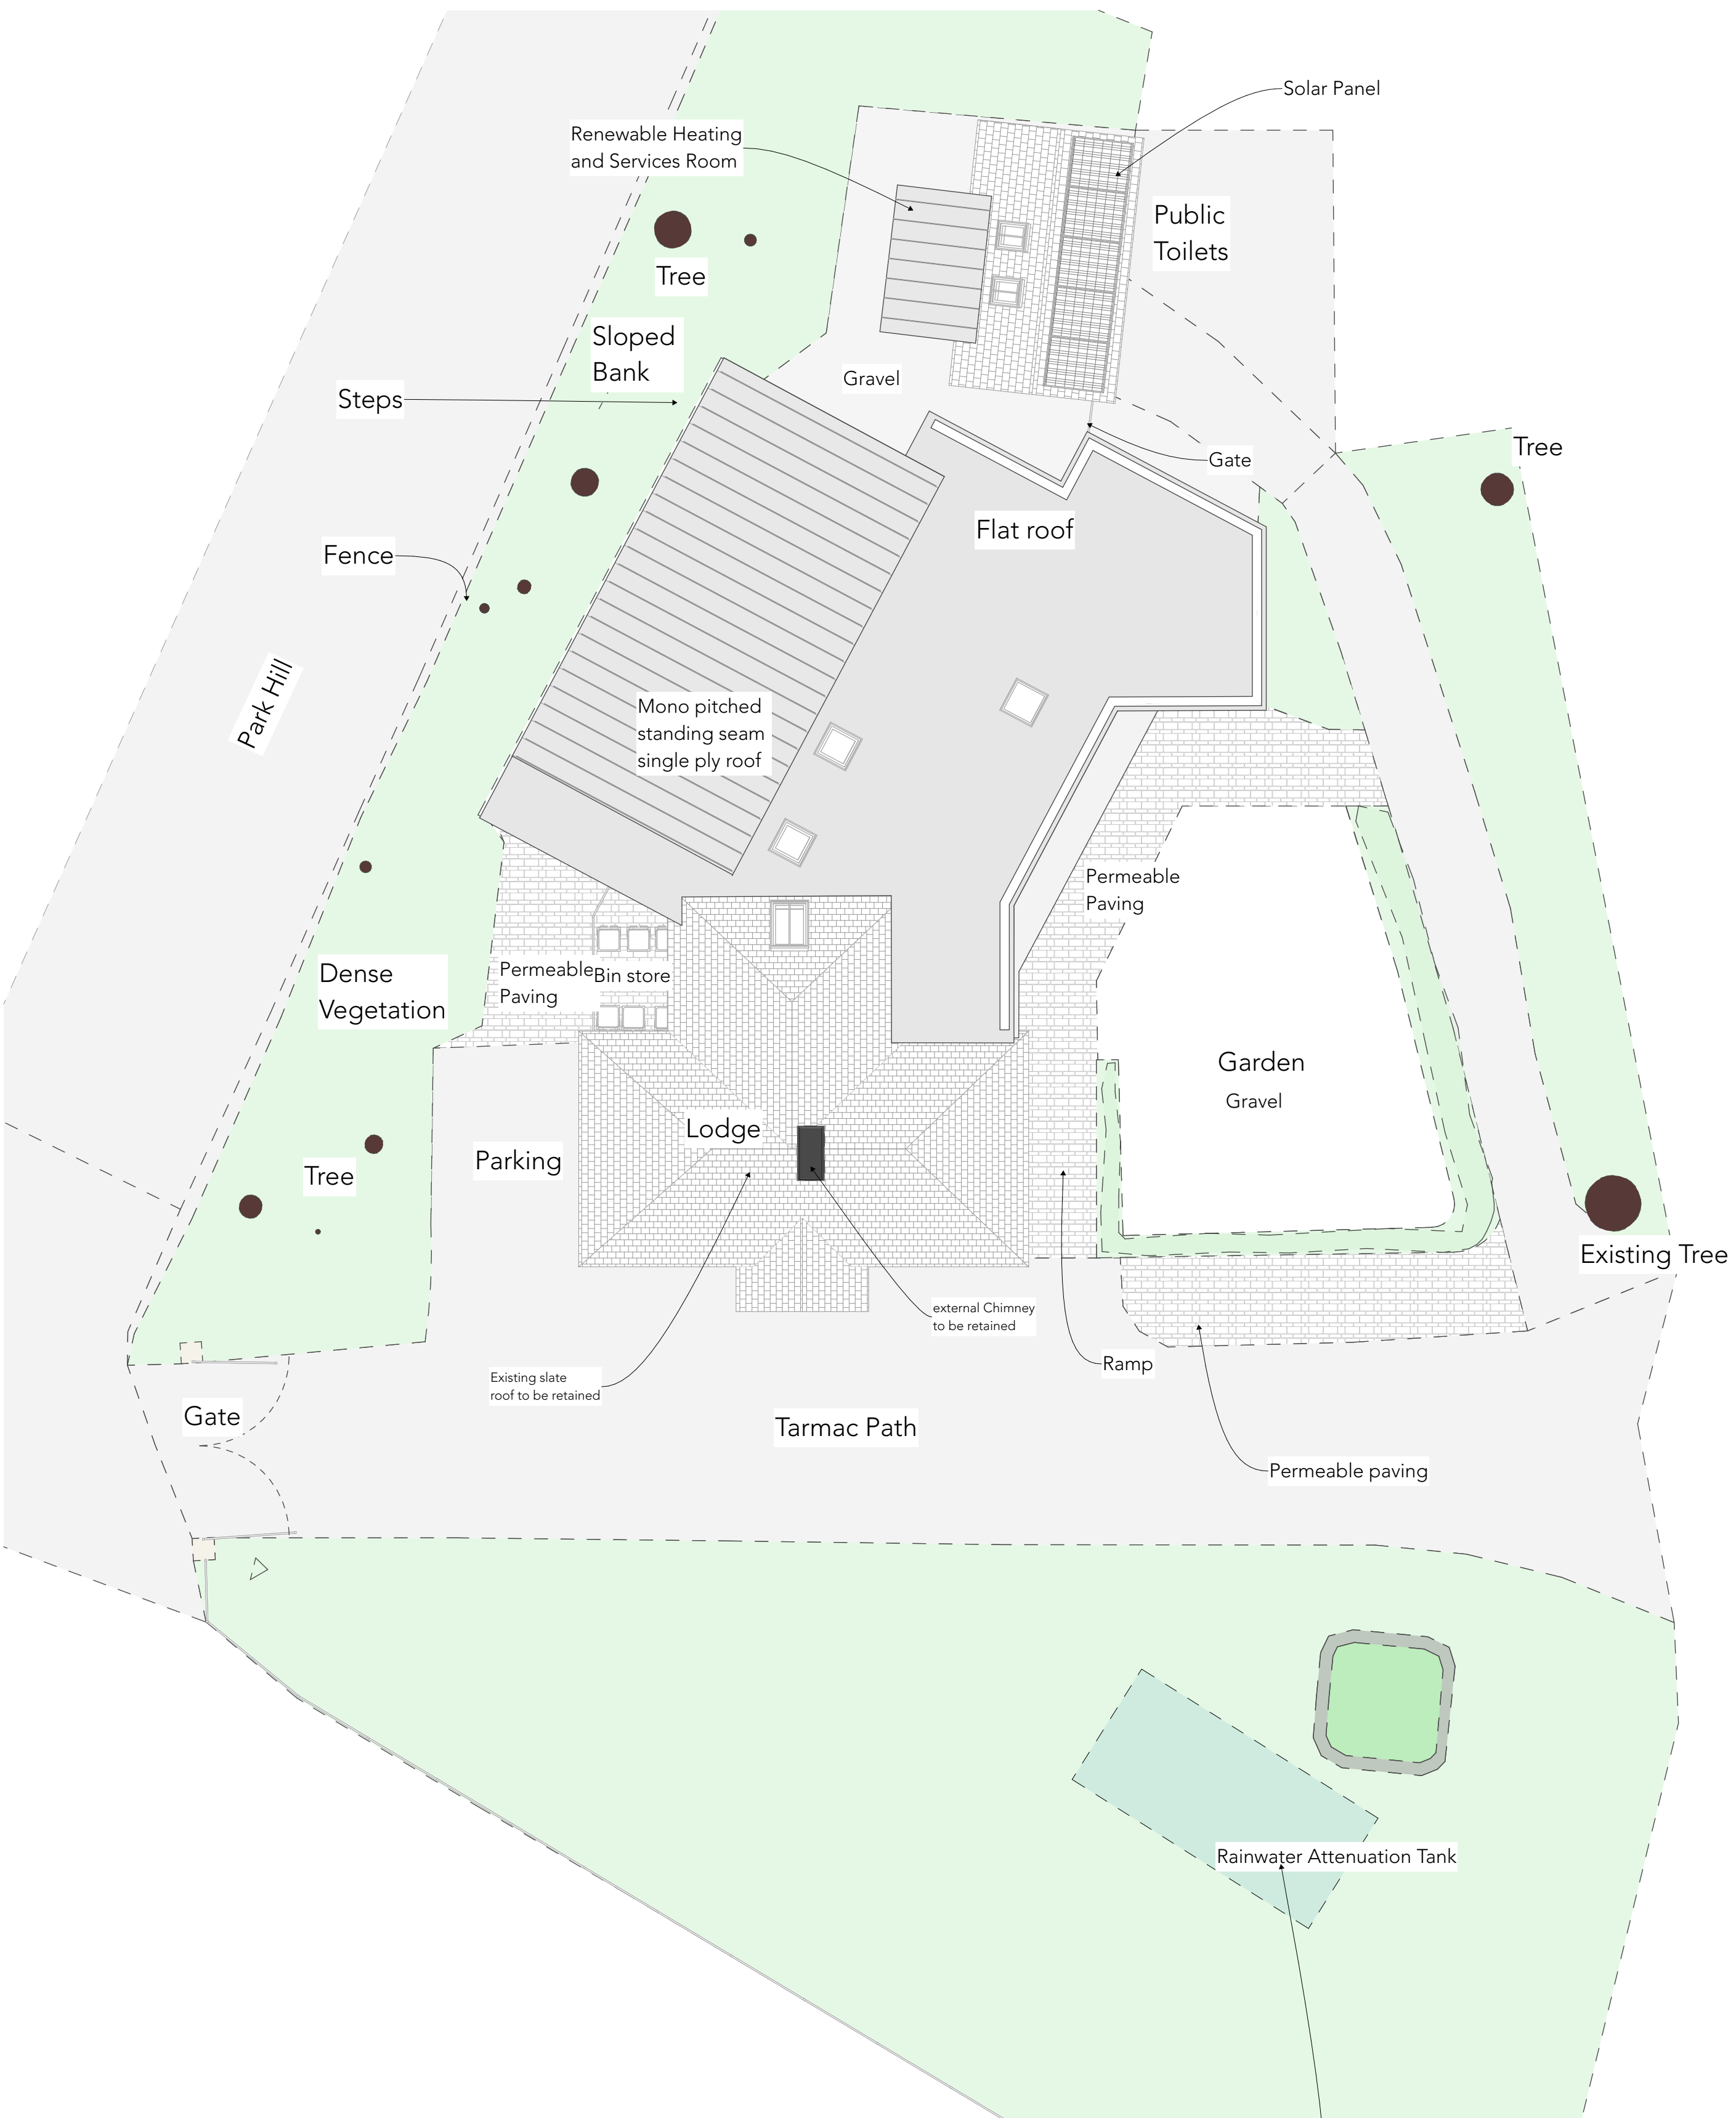 Solar Panel
Renewable Heating
and Services Room
Public
Toilets
Tree
Sloped
Bank
Gravel
Steps
Tree
Gate
Flat roof
Fence
Park Hill
Mono pitched
standing seam
single ply roof
Permeable
Paving
Dense
Vegetation
Permeable
Paving
Bin store
Garden
Gravel
Lodge
Parking
Tree
Existing Tree
external Chimney
to be retained
Ramp
Existing slate
roof to be retained
Gate
Tarmac Path
Permeable paving
Rainwater Attenuation Tank